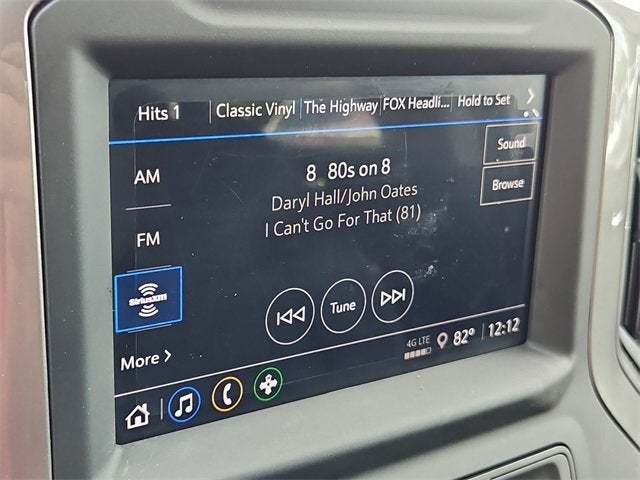 Hits 1 Classic Vinyl The Highway FOX Headli... Hold to Set
AM
FM
SiriusXM
More
8 80s on 8
Daryl Hall/John Oates
I Can't Go For That (81)
Sound
Browse
Tune
4G LTE 82° 12:12